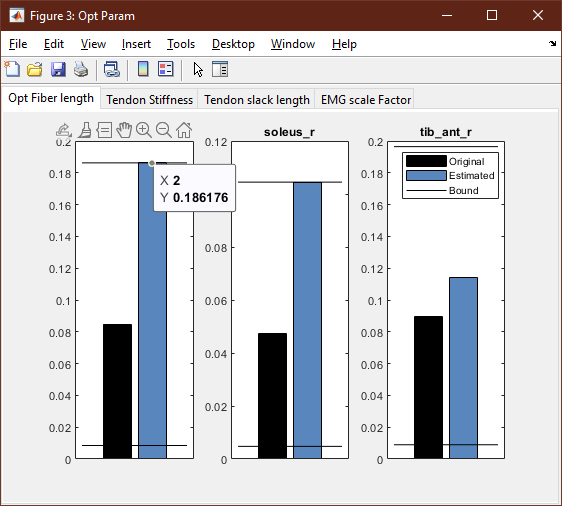 Figure 3: Opt Param
File Edit View Insert Tools Desktop Window Help
Opt Fiber length Tendon Stiffness Tendon slack length EMG scale Factor
0.2
0.18
0.16
0.14
0.12
0.1
0.08
0.06
0.04
0.02
0
X 2
Y 0.186176
soleus_r
0.12
0.08
0.06
0.04
0.02
0
tib_ant_r
0.2
0.18
0.16
0.14
0.12
0.1
0.08
0.06
0.04
0.02
0
Original
Estimated
Bound